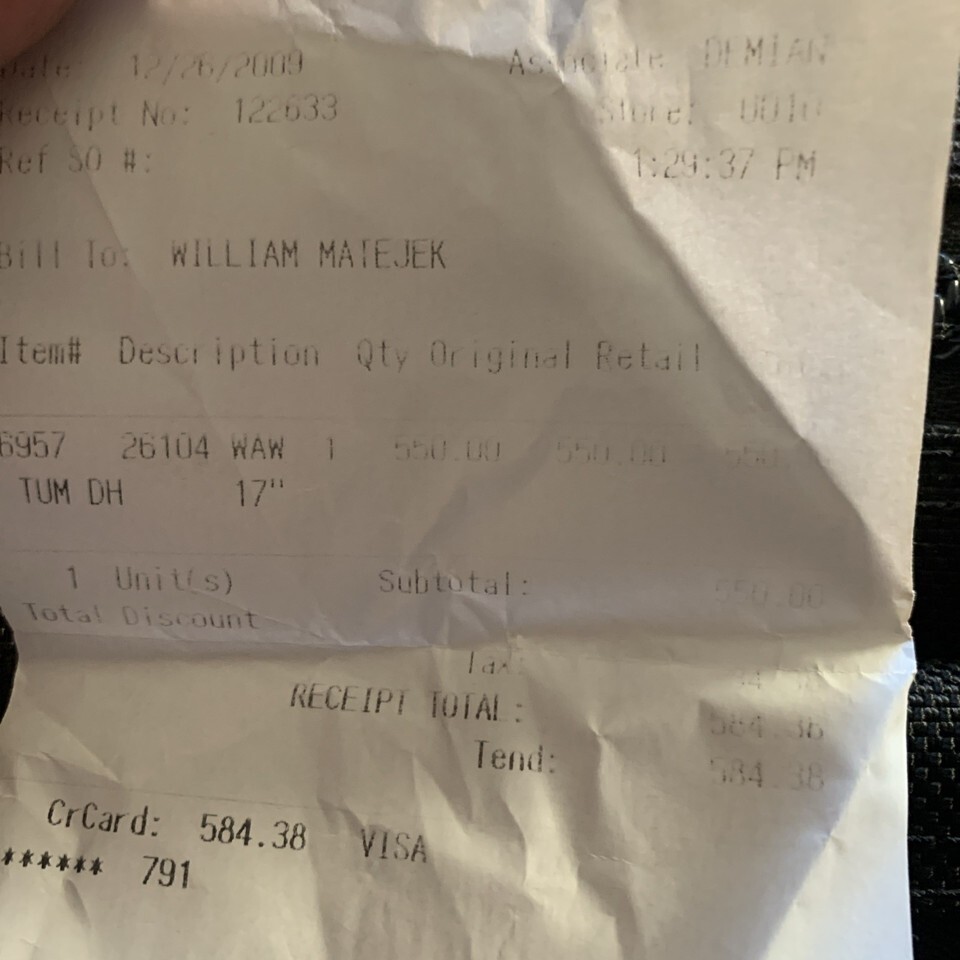 Date: 12/26/2009 Associate DEMIAN
Receipt No: 122633 Store: 0010
Ref SO #: 1:29:37 PM
Bill To: WILLIAM MATEJEK
Item# Description Qty Original Retail
6957 26104 WAW 1 550.00 550.00
TUM DH 17"
1 Unit(s) Subtotal: 550.00
Total Discount
Tax:
RECEIPT TOTAL: 584.38
Tend: 584.38
CrCard: 584.38 VISA
****** 791